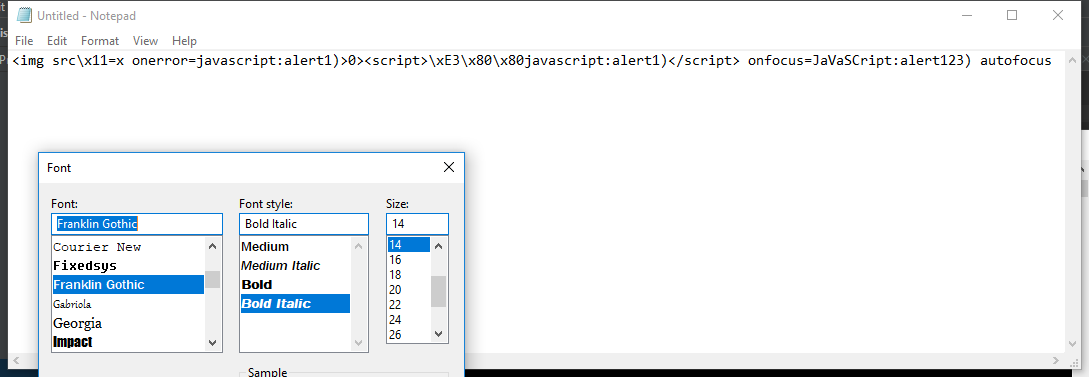 Untitled - Notepad
File Edit Format View Help
<img src\x11=x onerror=javascript:alert1)>0><script>\xE3\x80\x80javascript:alert1)</script> onfocus=JaVaSCript:alert123) autofocus
Font
Font: Font style: Size:
Franklin Gothic Bold Italic 14
Courier New Medium 14
Fixedsys Medium Italic 16
Franklin Gothic Bold 18
Gabriola Bold Italic 20
Georgia 22
Impact 24
26
Sample